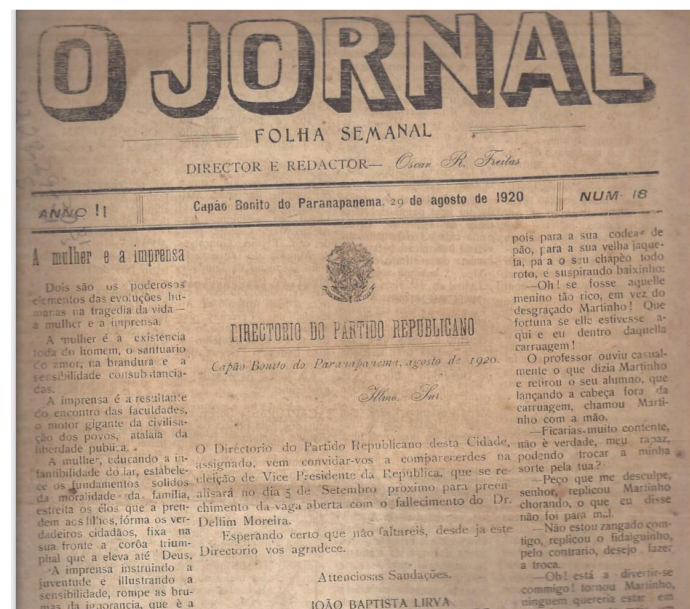 O JORNAL
FOLHA SEMANAL
DIRECTOR E REDACTOR— Oscar R. Freitas
ANNO II
Capão Bonito do Paranapanema, 29 de agosto de 1920
NUM· 18
A mulher e a imprensa
Dois são os poderosos
elementos das evoluções hu-
manas na tragedia da vida —
a mulher e a imprensa.
A mulher é a existencia
toda do homem, o santuario
do amor, na brandura e a
sensibilidade consubstancia-
das.
A imprensa é a resultante
do encontro das faculdades,
o motor gigante da civilisa-
ção dos povos, atalaia da
liberdade publica.
A mulher, educando a in-
fantibilidade do lar, estabele-
ce os fundamentos solidos
da moralidade da familia,
estreita os élos que a pren-
dem aos filhos, fórma os ver-
dadeiros cidadãos, fixa na
sua fronte a corôa trium-
phal que a eleva até Deus.
A imprensa instruindo a
juventude e illustrando a
sensibilidade, rompe as bru-
mas da ignorancia, que é a
DIRECTORIO DO PARTIDO REPUBLICANO
Capão Bonito do Paranapanema, agosto de 1920.
Illmo. Snr.
O Directorio do Partido Republicano desta Cidade,
assignado, vem convidar-vos a comparecerdes na
eleição de Vice Presidente da Republica, que se re-
alisará no dia 5 de Setembro proximo para preen-
chimento da vaga aberta com o fallecimento do Dr.
Delfim Moreira.
Esperando certo que não faltareis, desde já este
Directorio vos agradece.
Attenciosas Saudações.
JOÃO BAPTISTA LIRYA
pois para a sua codea de
pão, para a sua velha jaque-
ta, para o seu chapéo todo
roto, e suspirando baixinho:
—Oh! se fosse aquelle
menino tão rico, em vez do
desgraçado Martinho! Que
fortuna se elle estivesse a-
qui e eu dentro daquella
carruagem!
O professor ouviu casual-
mente o que dizia Martinho
e retirou o seu alumno, que
lançando a cabeça fora da
carruagem, chamou Marti-
nho com a mão.
—Ficarias muito contente,
não é verdade, meu rapaz,
podendo trocar a minha
sorte pela tua?
—Peço que me desculpe,
senhor, replicou Martinho
chorando, o que eu disse
não foi para mal.
—Não estou zangado com-
tigo, replicou o fidalguinho,
pelo contrario, desejo fazer
a troca.
—Oh! está a divertir-se
commigo! tornou Martinho,
ninguem quereria estar em